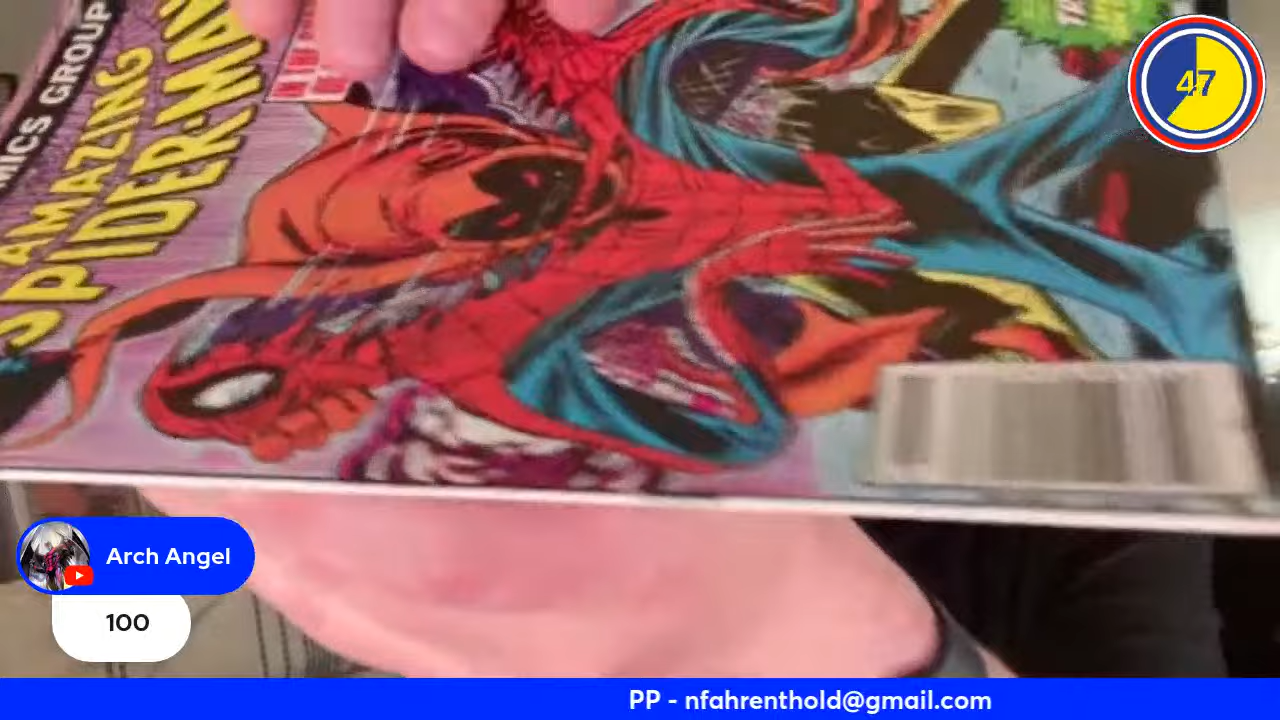 MICS GROUP
AMAZING
SPIDER-MAN
47
Arch Angel
100
PP - nfahrenthold@gmail.com